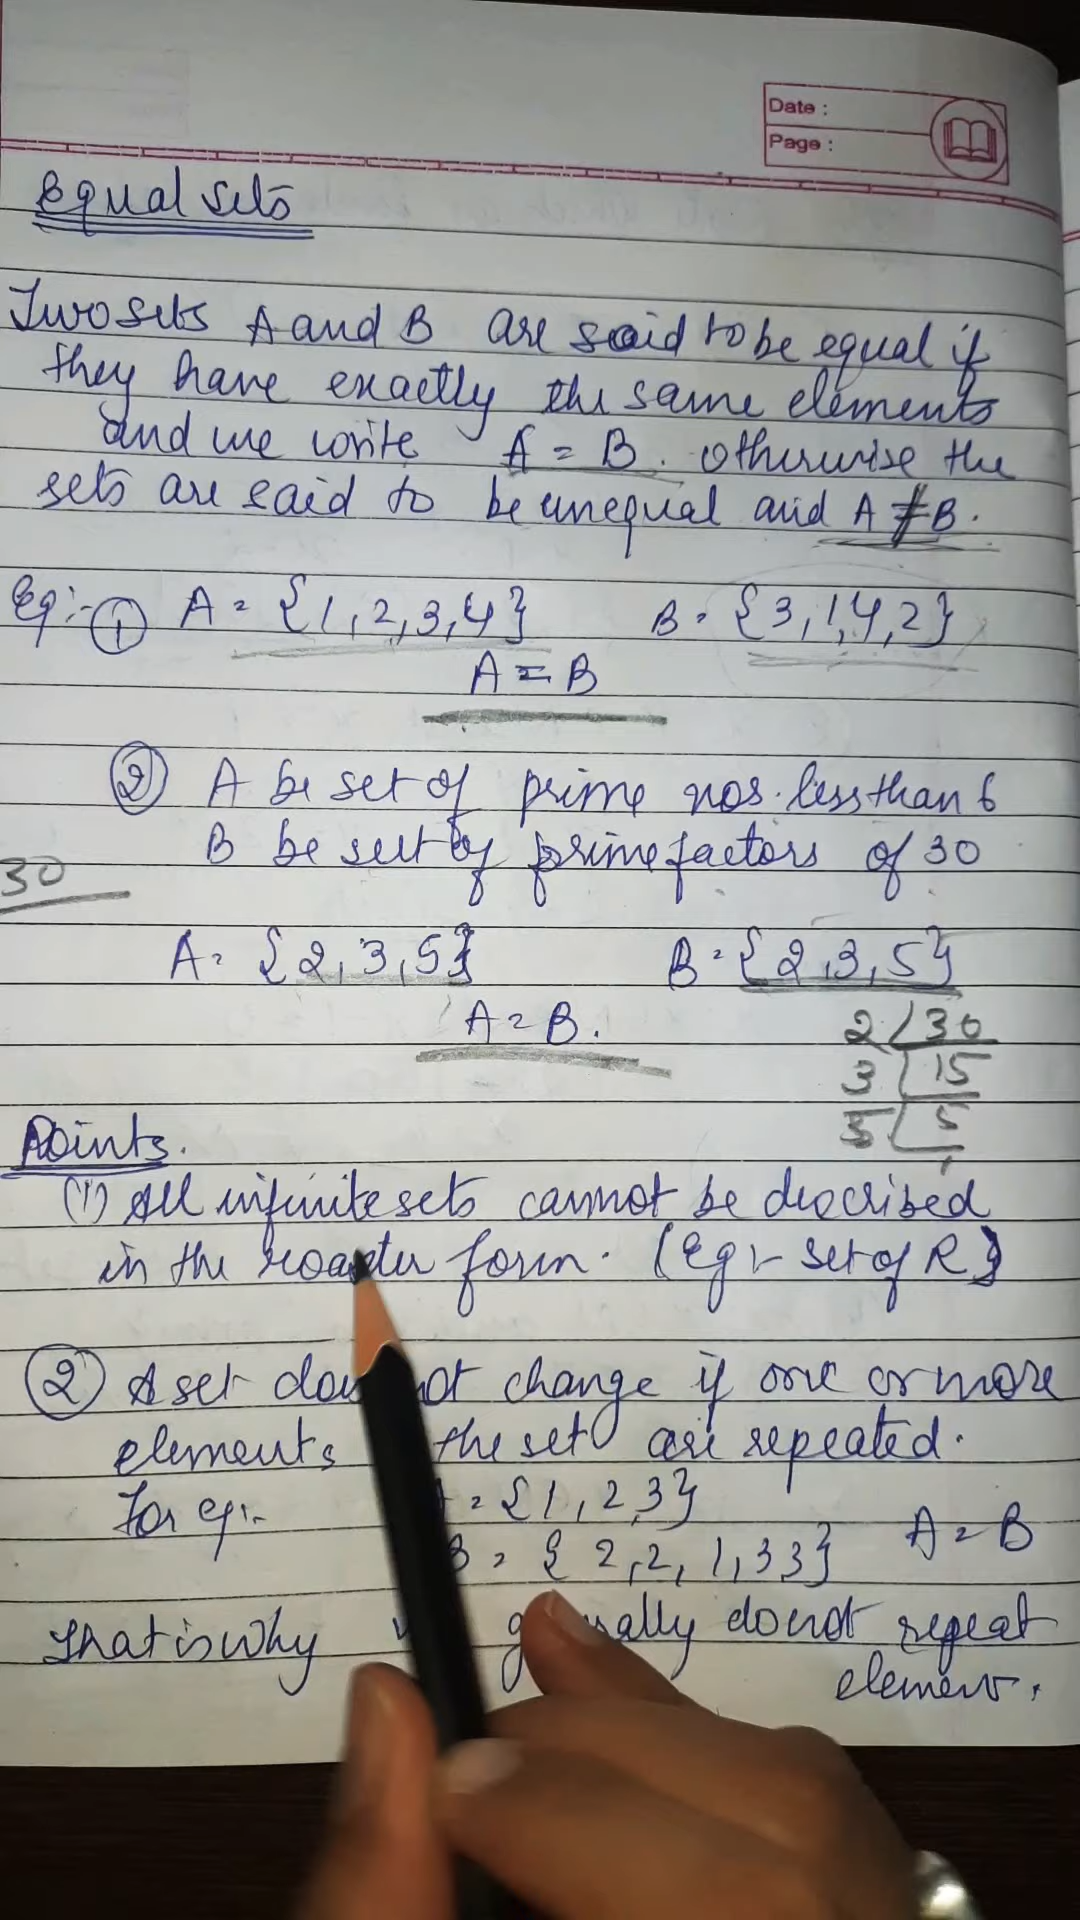 Date :
Page :
Equal sets
Two sets A and B are said to be equal if
they have exactly the same elements
and we write A = B. otherwise the
sets are said to be unequal and A ≠ B.
Eg:- ① A = {1,2,3,4} B = {3,1,4,2}
A = B
② A be set of prime nos. less than 6
B be set of prime factors of 30
30
A = {2,3,5} B = {2,3,5}
A = B.
2 | 30
3 | 15
5 | 5
1
Points.
(1) All infinite sets cannot be described
in the roaster form. (Eg:- set of R)
② A set not change if one or more
elements the set are repeated.
For eg:- = {1,2,3}
B = {2,2,1,3,3} A = B
That is why do not repeat
element.